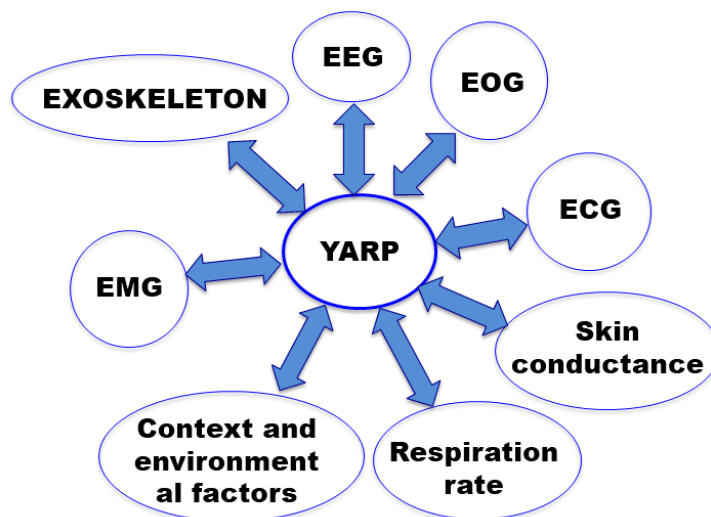 EEG
EOG
EXOSKELETON
ECG
YARP
EMG
Skin
conductance
Context and
environment
al factors
Respiration
rate